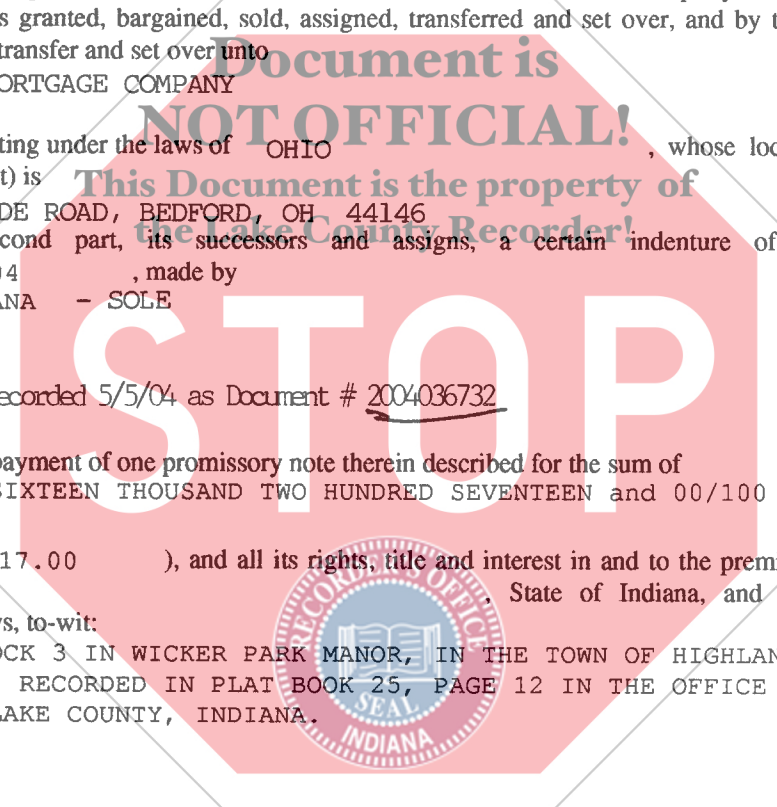 s granted, bargained, sold, assigned, transferred and set over, and by t
transfer and set over unto
Document is
ORTGAGE COMPANY
NOT OFFICIAL!
ting under the laws of OHIO , whose loc
t) is
This Document is the property of
DE ROAD, BEDFORD, OH 44146
the Lake County Recorder!
cond part, its successors and assigns, a certain indenture of
04 , made by
ANA - SOLE
STOP
ecorded 5/5/04 as Document # 2004036732
payment of one promissory note therein described for the sum of
SIXTEEN THOUSAND TWO HUNDRED SEVENTEEN and 00/100
17.00 ), and all its rights, title and interest in and to the premi
, State of Indiana, and
s, to-wit:
OCK 3 IN WICKER PARK MANOR, IN THE TOWN OF HIGHLAN
RECORDED IN PLAT BOOK 25, PAGE 12 IN THE OFFICE
LAKE COUNTY, INDIANA.
RECORDER'S OFFICE
SEAL
INDIANA